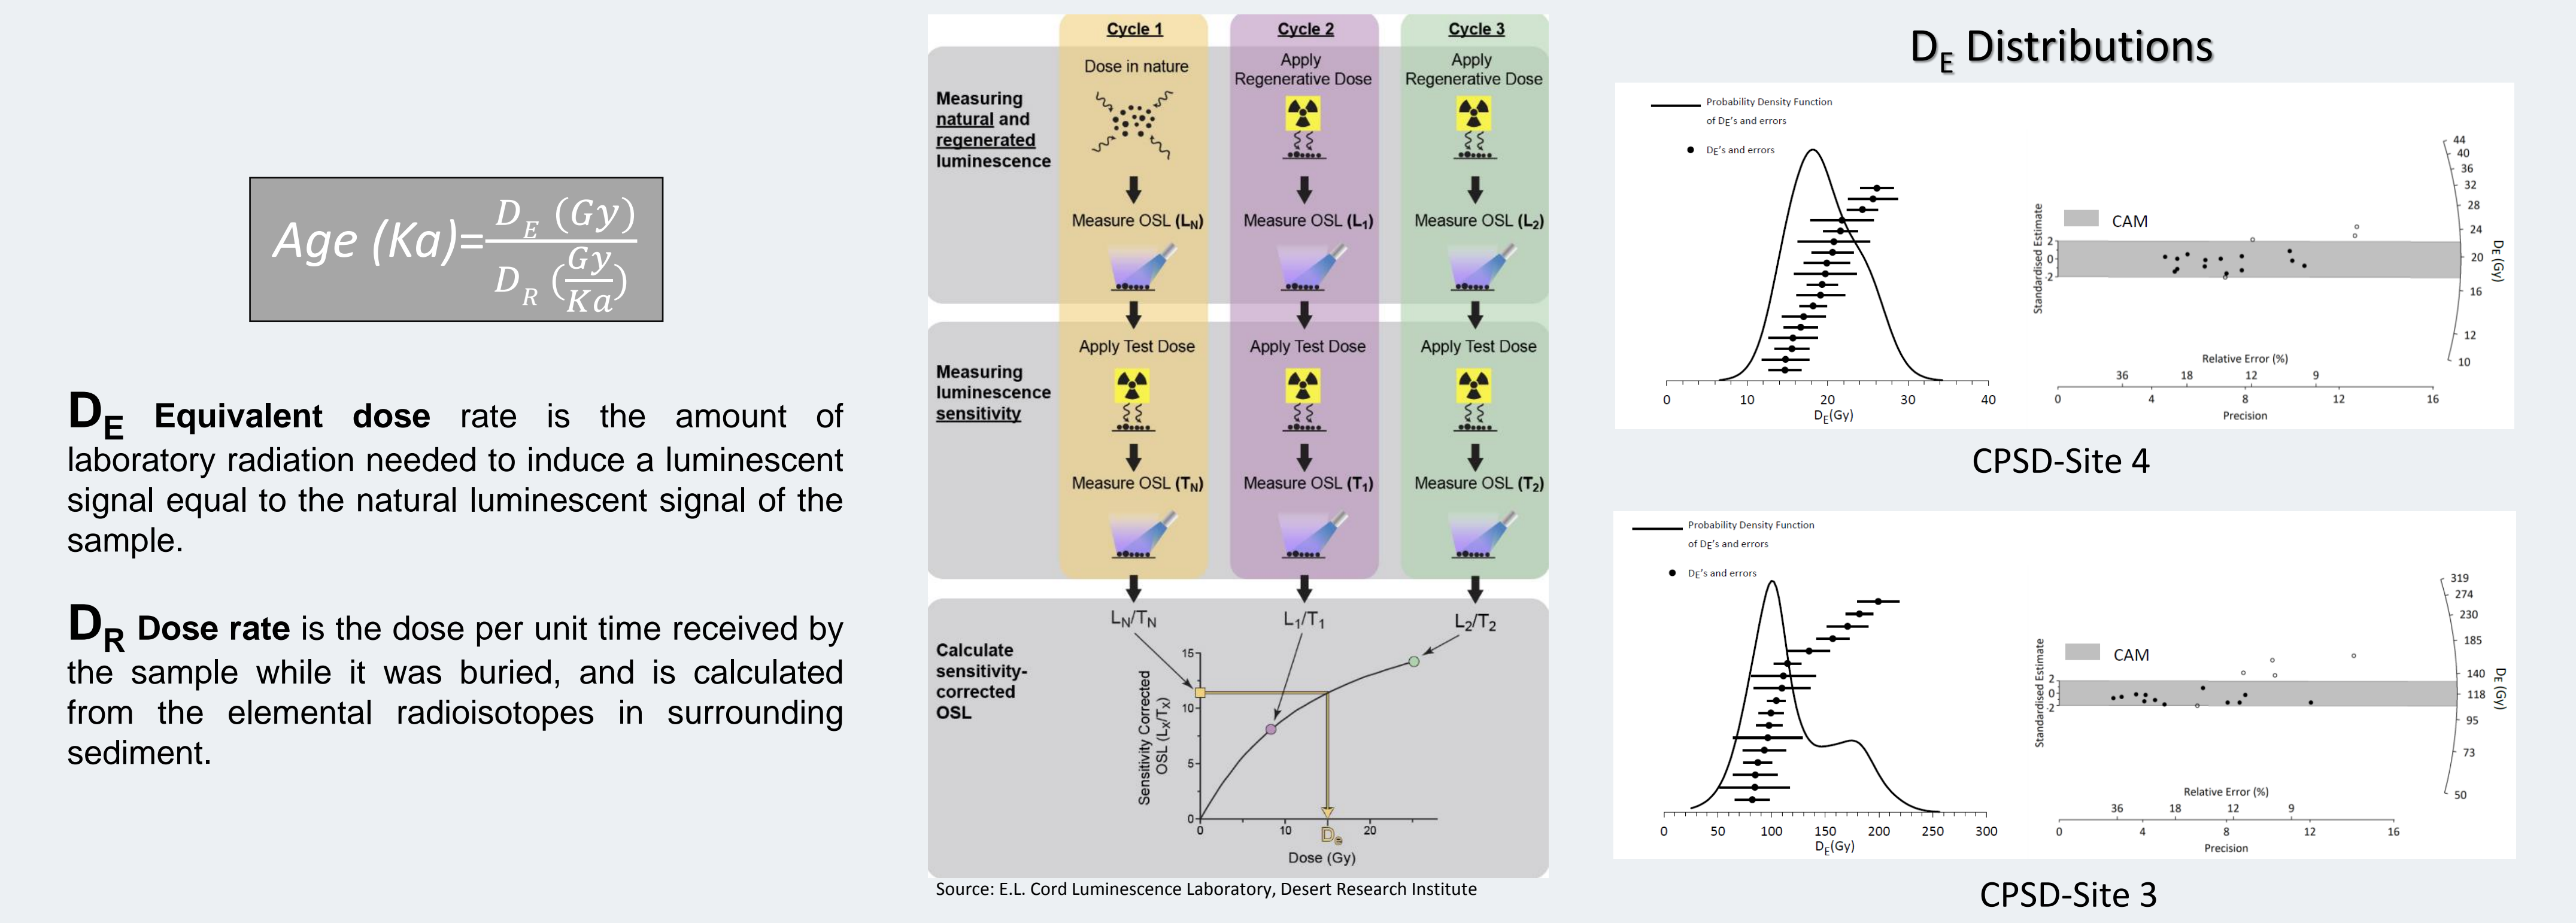 Age (Ka)=D_E (Gy)
D_R (Gy
Ka)
D_E Equivalent dose rate is the amount of
laboratory radiation needed to induce a luminescent
signal equal to the natural luminescent signal of the
sample.
D_R Dose rate is the dose per unit time received by
the sample while it was buried, and is calculated
from the elemental radioisotopes in surrounding
sediment.
Cycle 1
Cycle 2
Cycle 3
Measuring
natural and
regenerated
luminescence
Dose in nature
Apply
Regenerative Dose
Apply
Regenerative Dose
Measure OSL (L_N)
Measure OSL (L_1)
Measure OSL (L_2)
Measuring
luminescence
sensitivity
Apply Test Dose
Apply Test Dose
Apply Test Dose
Measure OSL (T_N)
Measure OSL (T_1)
Measure OSL (T_2)
Calculate
sensitivity-
corrected
OSL
L_N/T_N
L_1/T_1
L_2/T_2
Sensitivity Corrected
OSL (L_X/T_X)
15
10
5
0
0 10 20
D_e
Dose (Gy)
Source: E.L. Cord Luminescence Laboratory, Desert Research Institute
D_E Distributions
Probability Density Function
of D_E's and errors
D_E's and errors
0 10 20 30 40
D_E(Gy)
CAM
Standardised Estimate
2
0
-2
44
40
36
32
28
24
20
16
12
10
D_E (Gy)
Relative Error (%)
36 18 12 9
0 4 8 12 16
Precision
CPSD-Site 4
Probability Density Function
of D_E's and errors
D_E's and errors
0 50 100 150 200 250 300
D_E(Gy)
CAM
Standardised Estimate
2
0
-2
319
274
230
185
140
118
95
73
50
D_E (Gy)
Relative Error (%)
36 18 12 9
0 4 8 12 16
Precision
CPSD-Site 3